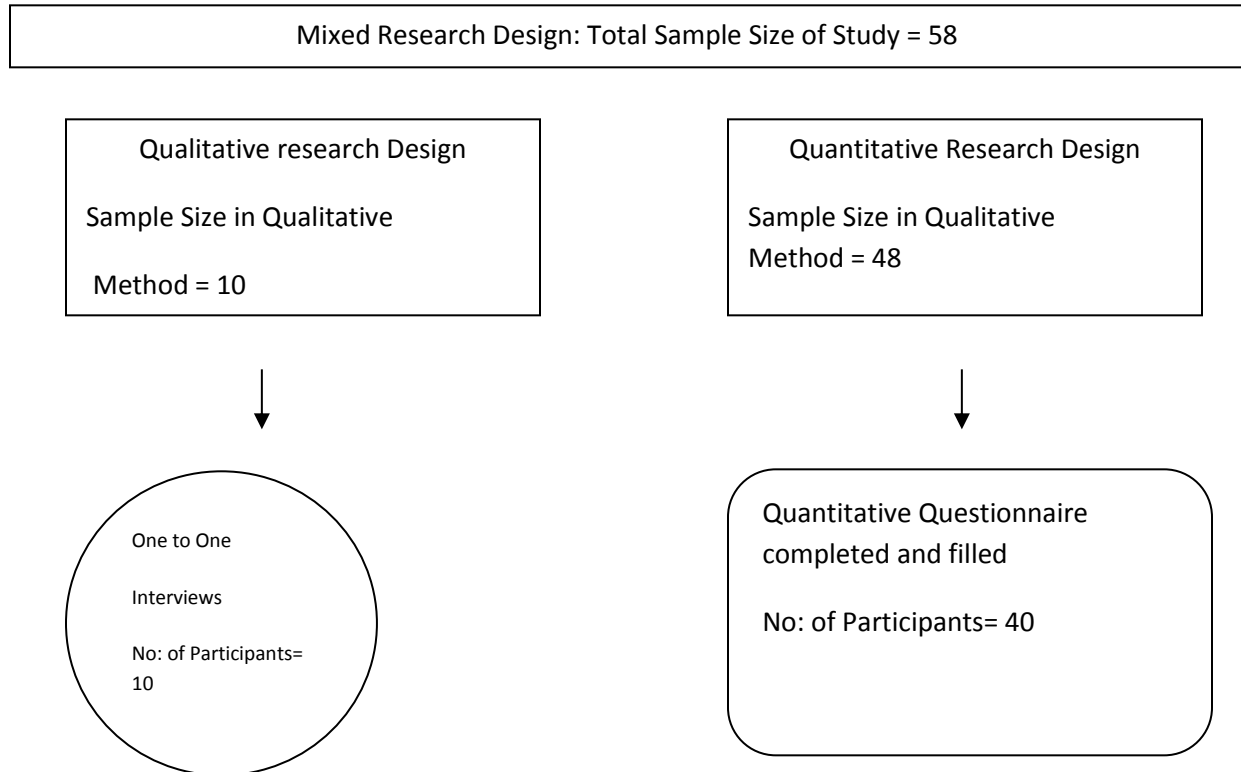 Mixed Research Design: Total Sample Size of Study = 58
Qualitative research Design
Sample Size in Qualitative
Method = 10
Quantitative Research Design
Sample Size in Qualitative
Method = 48
One to One
Interviews
No: of Participants=
10
Quantitative Questionnaire
completed and filled
No: of Participants= 40